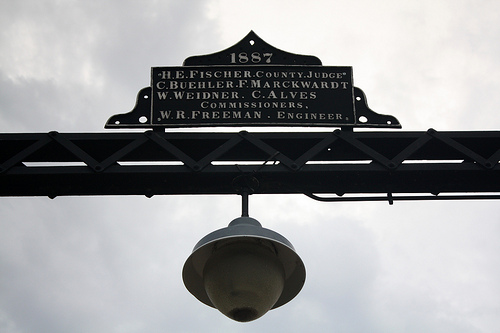 1887
"H.E.FISCHER.COUNTY.JUDGE"
C.BUEHLER.F.MARCKWARDT
W.WEIDNER. C.ALVES
COMMISSIONERS.
W.R.FREEMAN. ENGINEER.